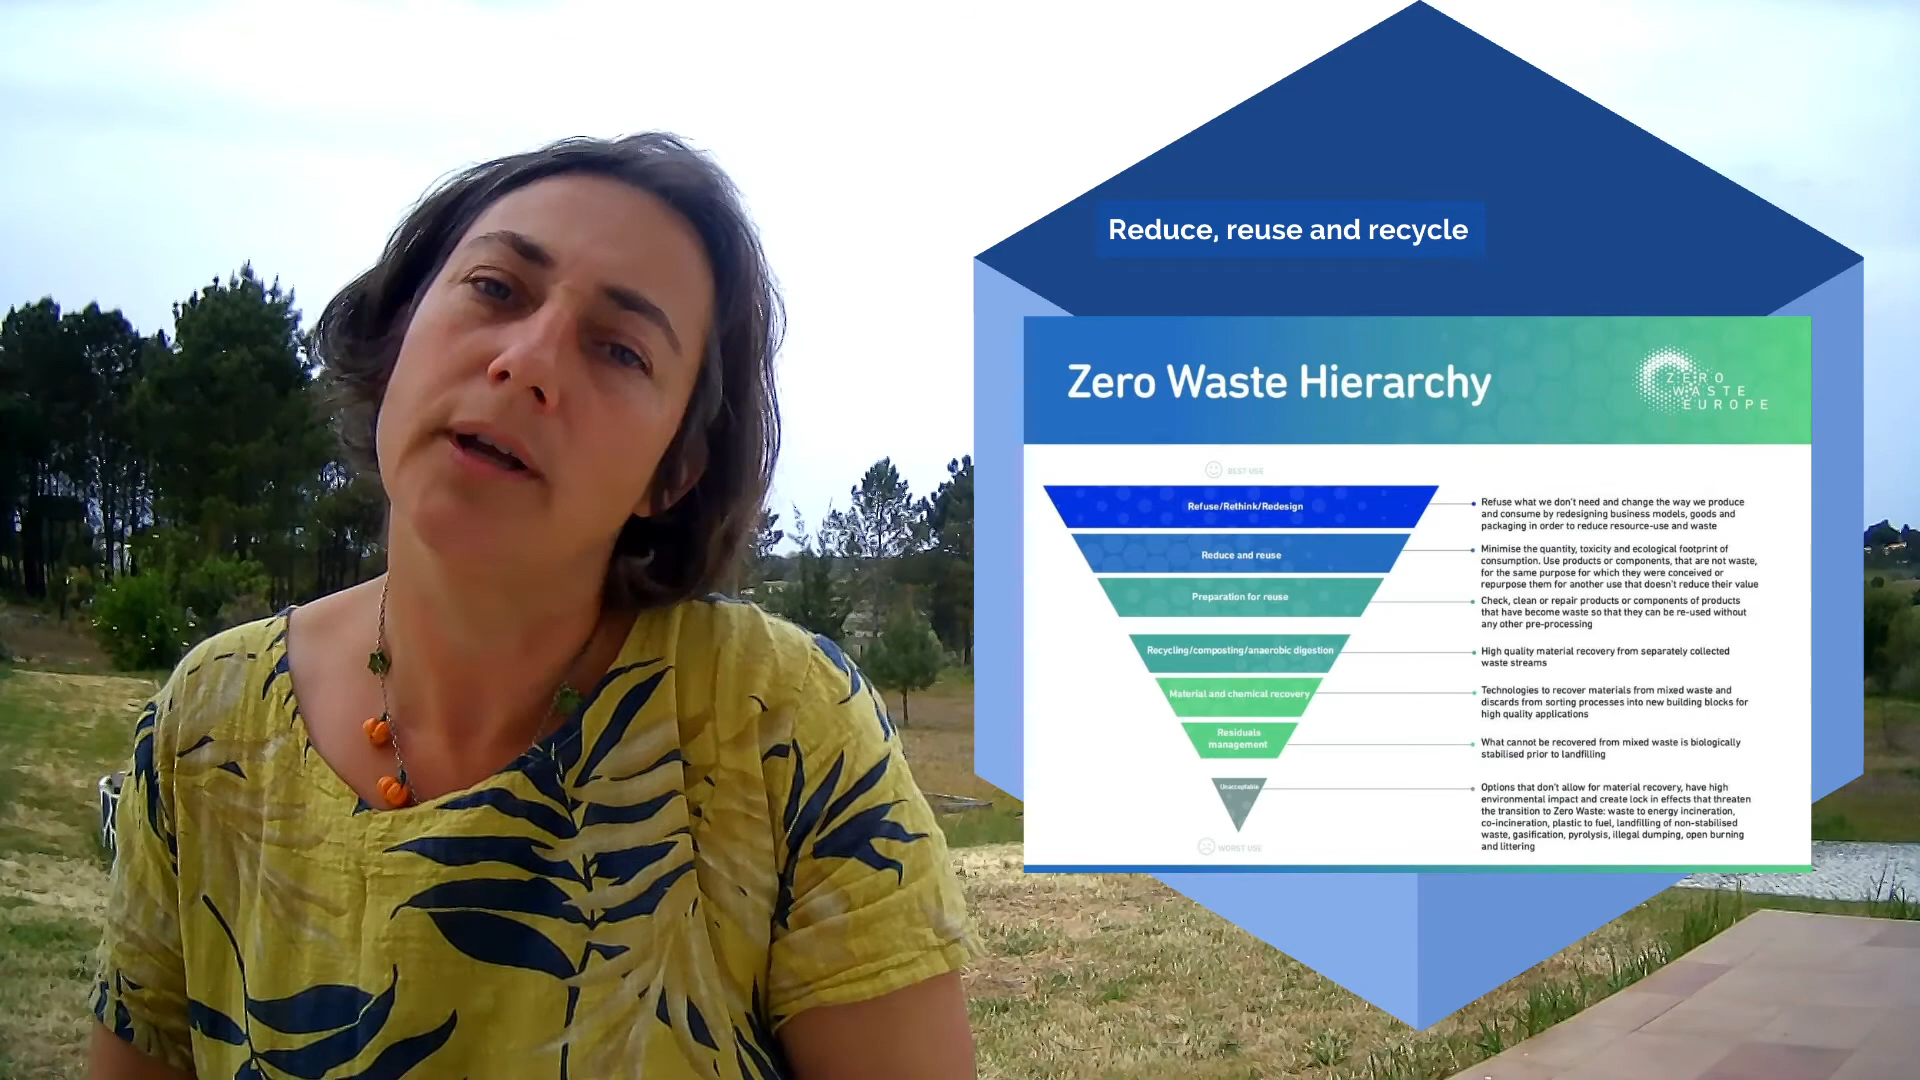 Reduce, reuse and recycle
Zero Waste Hierarchy
ZERO
WASTE
EUROPE
BEST USE
Refuse/Rethink/Redesign
Refuse what we don't need and change the way we produce
and consume by redesigning business models, goods and
packaging in order to reduce resource-use and waste
Reduce and reuse
Minimise the quantity, toxicity and ecological footprint of
consumption. Use products or components, that are not waste,
for the same purpose for which they were conceived or
repurpose them for another use that doesn't reduce their value
Preparation for reuse
Check, clean or repair products or components of products
that have become waste so that they can be re-used without
any other pre-processing
Recycling/composting/anaerobic digestion
High quality material recovery from separately collected
waste streams
Material and chemical recovery
Technologies to recover materials from mixed waste and
discards from sorting processes into new building blocks for
high quality applications
Residuals
management
What cannot be recovered from mixed waste is biologically
stabilised prior to landfilling
Unacceptable
Options that don't allow for material recovery, have high
environmental impact and create lock in effects that threaten
the transition to Zero Waste: waste to energy incineration,
co-incineration, plastic to fuel, landfilling of non-stabilised
waste, gasification, pyrolysis, illegal dumping, open burning
and littering
WORST USE